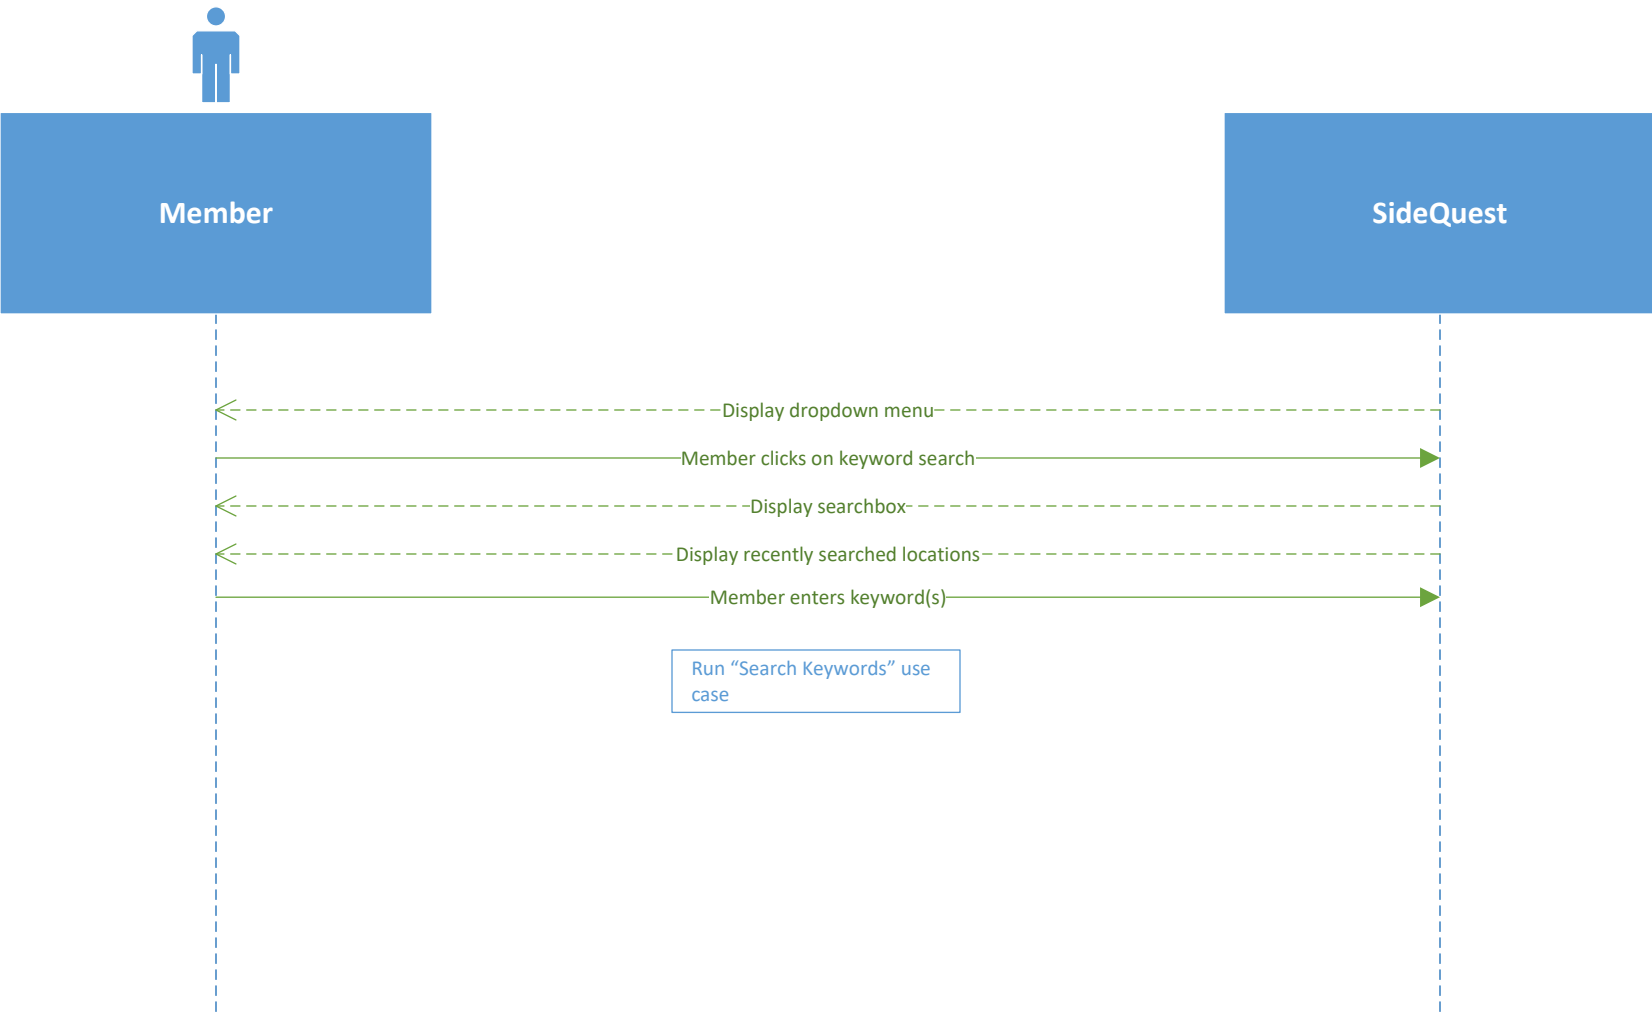 Member
SideQuest
Display dropdown menu
Member clicks on keyword search
Display searchbox
Display recently searched locations
Member enters keyword(s)
Run “Search Keywords” use
case